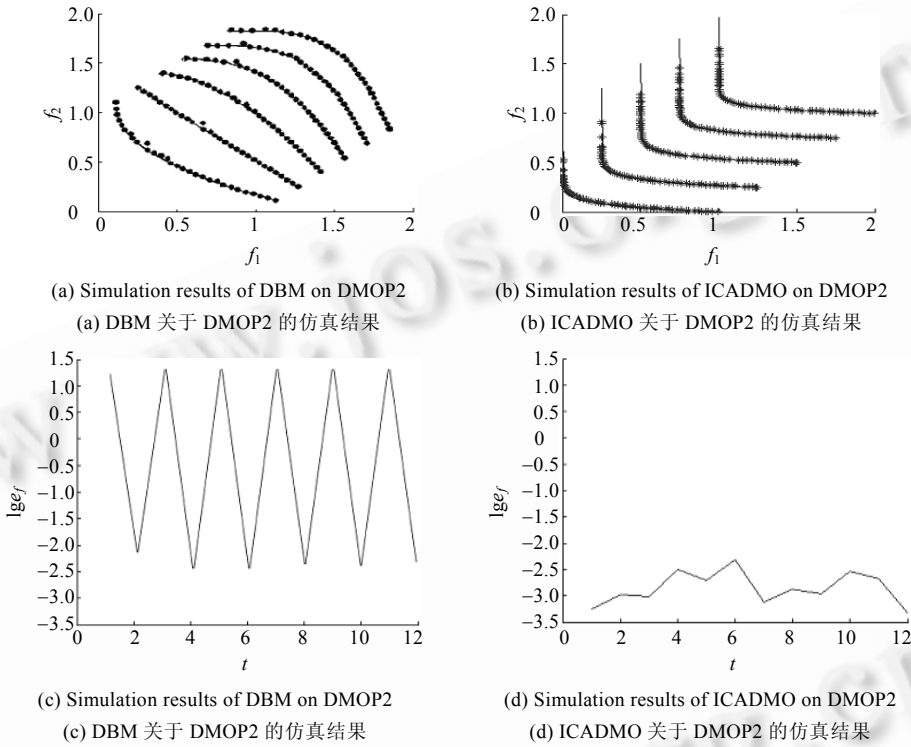 2.0
1.5
1.0
0.5
0
f2
0
0.5
1
1.5
2
f1
2.0
1.5
1.0
0.5
0
f2
0
0.5
1
1.5
2
f1
(a) Simulation results of DBM on DMOP2
(a) DBM 关于 DMOP2 的仿真结果
(b) Simulation results of ICADMO on DMOP2
(b) ICADMO 关于 DMOP2 的仿真结果
1.5
1.0
0.5
0
−0.5
−1.0
−1.5
−2.0
−2.5
−3.0
−3.5
lgef
0 2 4 6 8 10 12
t
1.5
1.0
0.5
0
−0.5
−1.0
−1.5
−2.0
−2.5
−3.0
−3.5
lgef
0 2 4 6 8 10 12
t
(c) Simulation results of DBM on DMOP2
(c) DBM 关于 DMOP2 的仿真结果
(d) Simulation results of ICADMO on DMOP2
(d) ICADMO 关于 DMOP2 的仿真结果